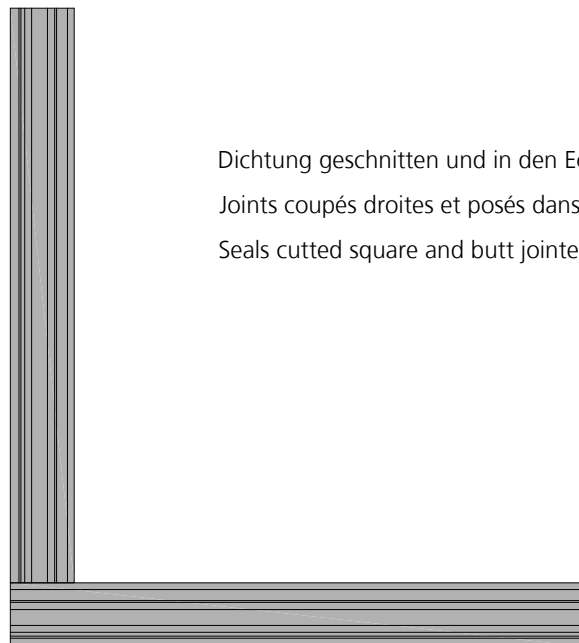 Dichtung geschnitten und in den
Joints coupés droites et posés dans
Seals cutted square and butt